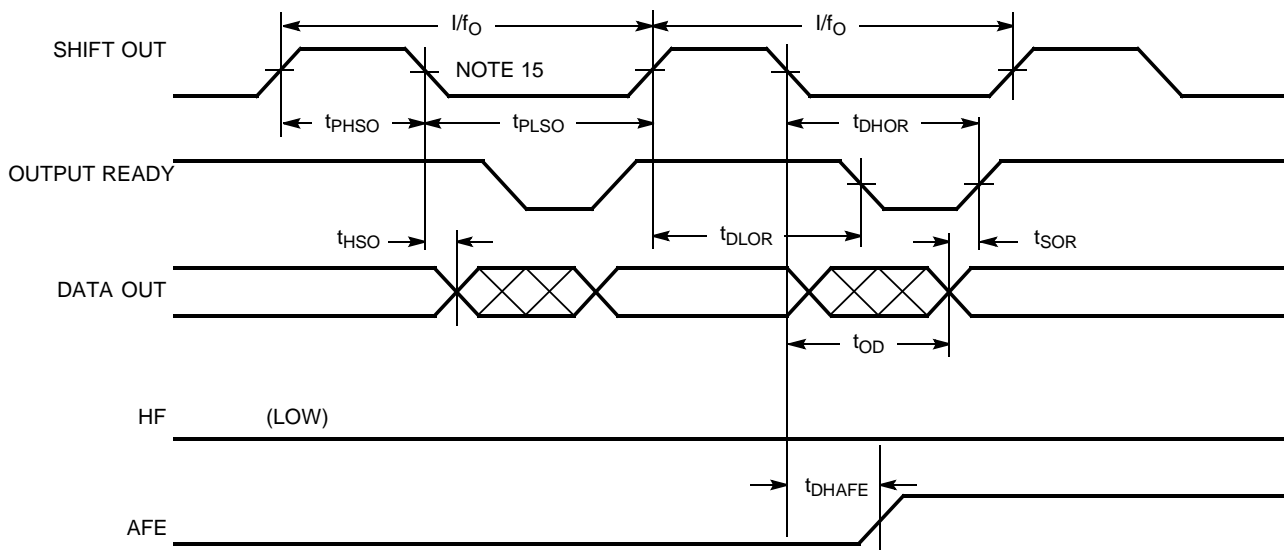 I/fO I/fO
SHIFT OUT
NOTE 15
tPHSO tPLSO tDHOR
OUTPUT READY
tHSO tDLOR tSOR
DATA OUT
tOD
HF (LOW)
tDHAFE
AFE